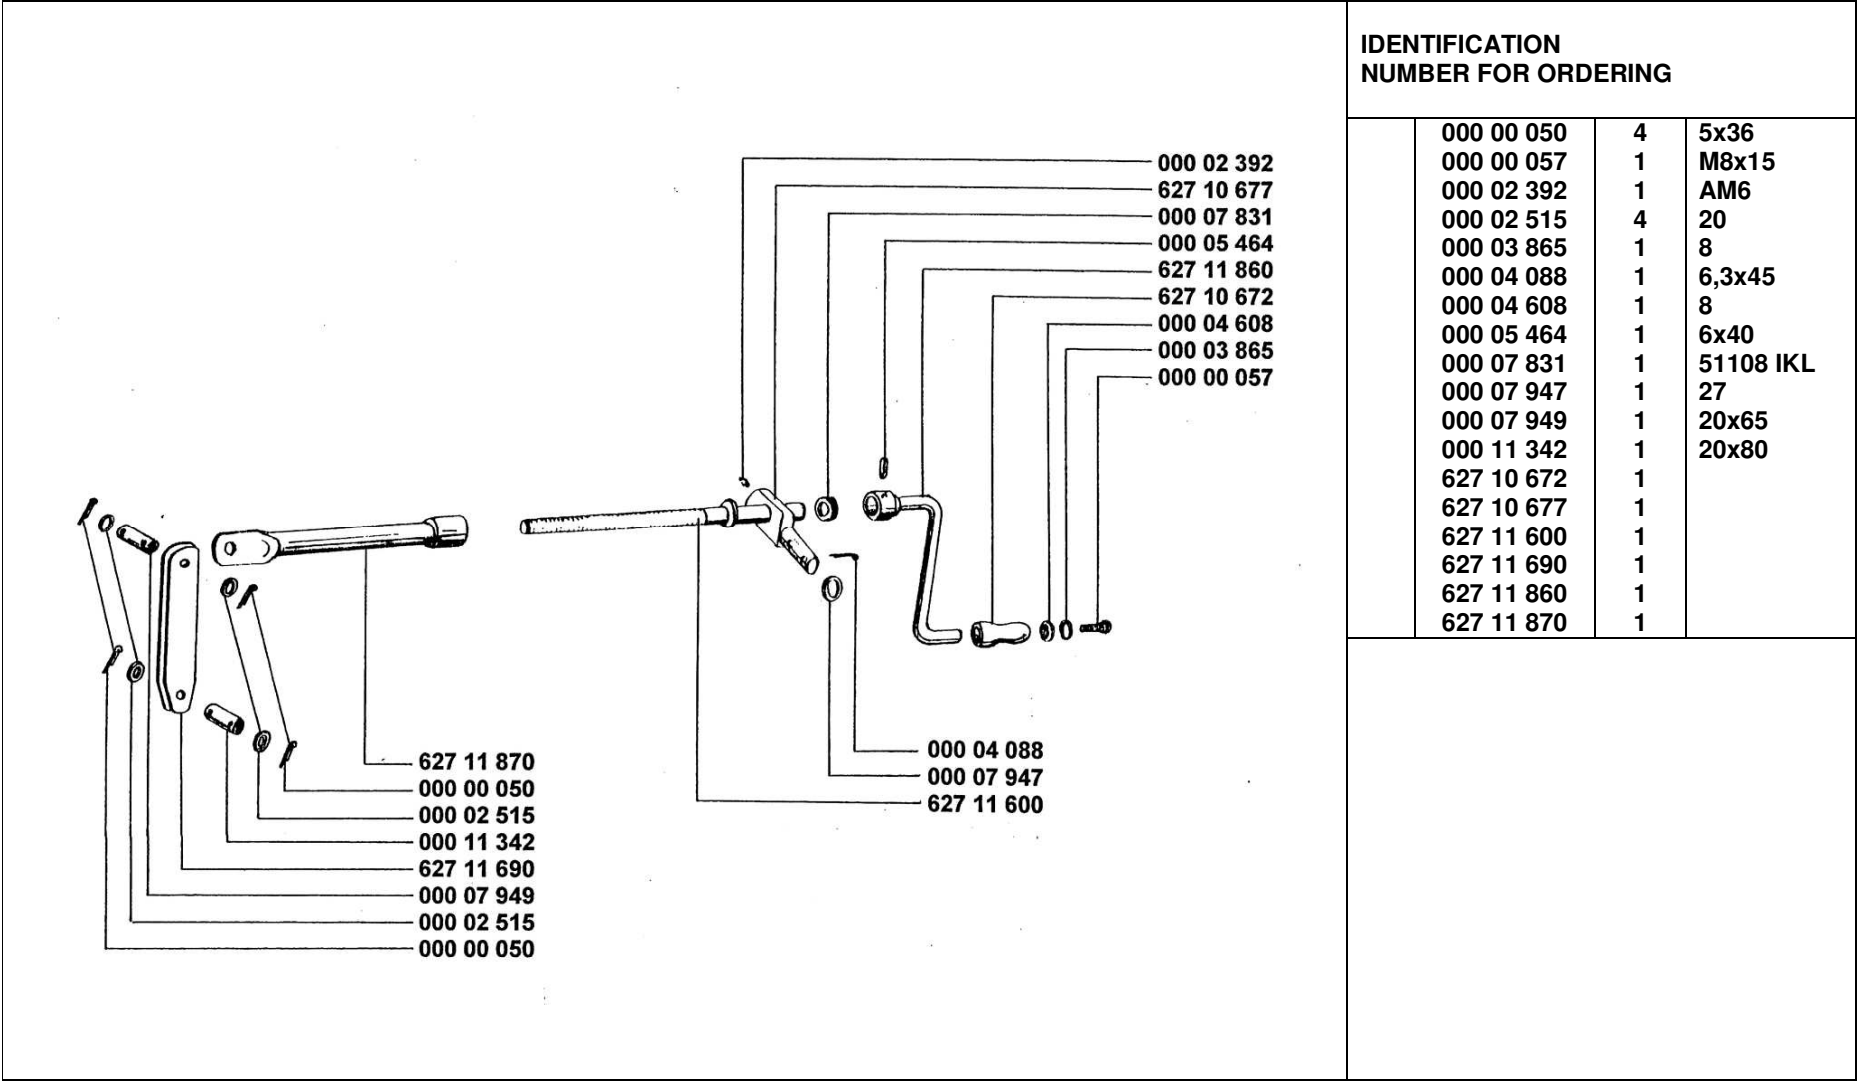 IDENTIFICATION
NUMBER FOR ORDERING
000 02 392
627 10 677
000 07 831
000 05 464
627 11 860
627 10 672
000 04 608
000 03 865
000 00 057
000 04 088
000 07 947
627 11 600
627 11 870
000 00 050
000 02 515
000 11 342
627 11 690
000 07 949
000 02 515
000 00 050
000 00 050 4 5x36
000 00 057 1 M8x15
000 02 392 1 AM6
000 02 515 4 20
000 03 865 1 8
000 04 088 1 6,3x45
000 04 608 1 8
000 05 464 1 6x40
000 07 831 1 51108 IKL
000 07 947 1 27
000 07 949 1 20x65
000 11 342 1 20x80
627 10 672 1
627 10 677 1
627 11 600 1
627 11 690 1
627 11 860 1
627 11 870 1